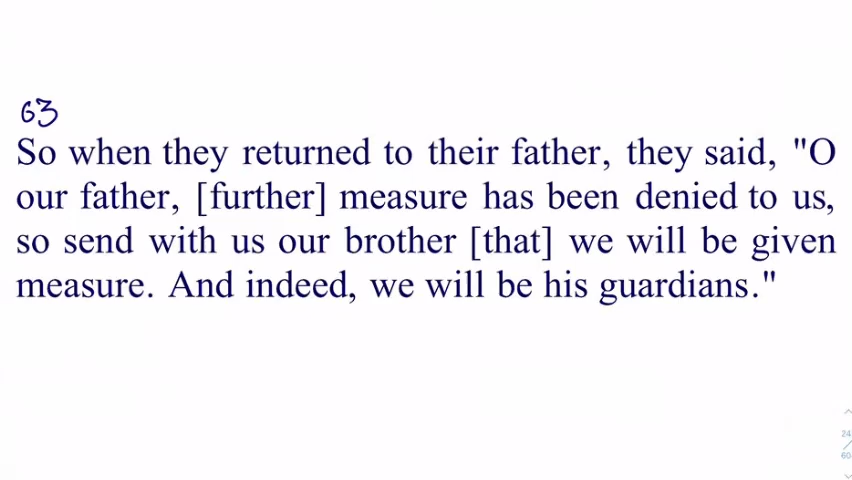 63
So when they returned to their father, they said, "O
our father, [further] measure has been denied to us,
so send with us our brother [that] we will be given
measure. And indeed, we will be his guardians."
24
60